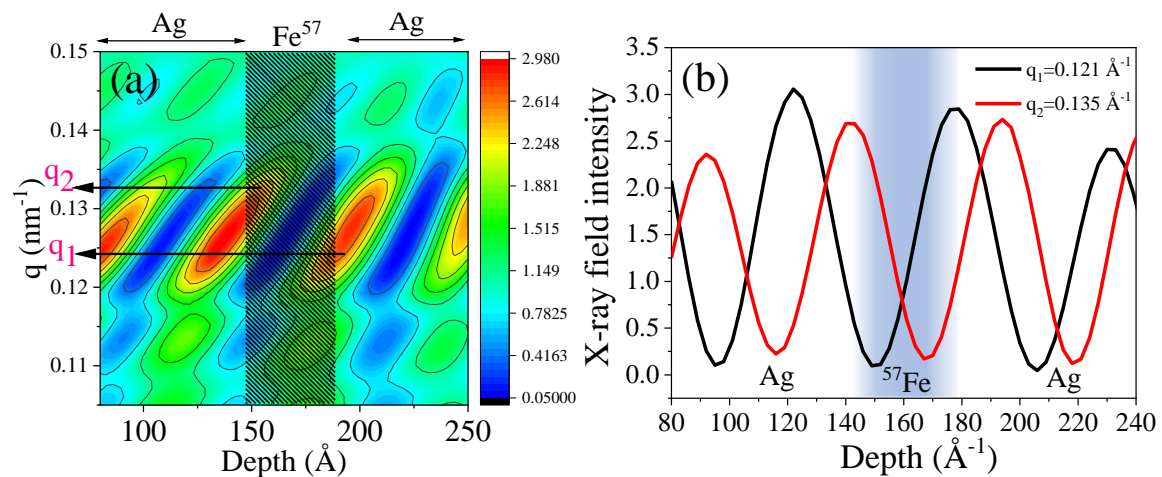 Ag Fe⁵⁷ Ag
(a)
0.15
0.14
0.13
0.12
0.11
q₂
q₁
q (nm⁻¹)
100 150 200 250
Depth (Å)
2.980
2.614
2.247
1.881
1.515
1.149
0.7825
0.4163
0.05000
(b)
q₁=0.121 Å⁻¹
q₂=0.135 Å⁻¹
3.5
3.0
2.5
2.0
1.5
1.0
0.5
0.0
X-ray field intensity
Ag ⁵⁷Fe Ag
80 100 120 140 160 180 200 220 240
Depth (Å⁻¹)